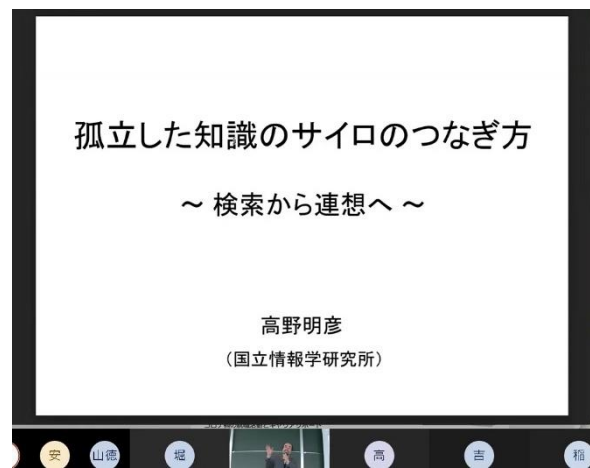 孤立した知識のサイロのつなぎ方
～ 検索から連想へ ～
高野明彦
（国立情報学研究所）
安
山徳
堀
高
吉
稲